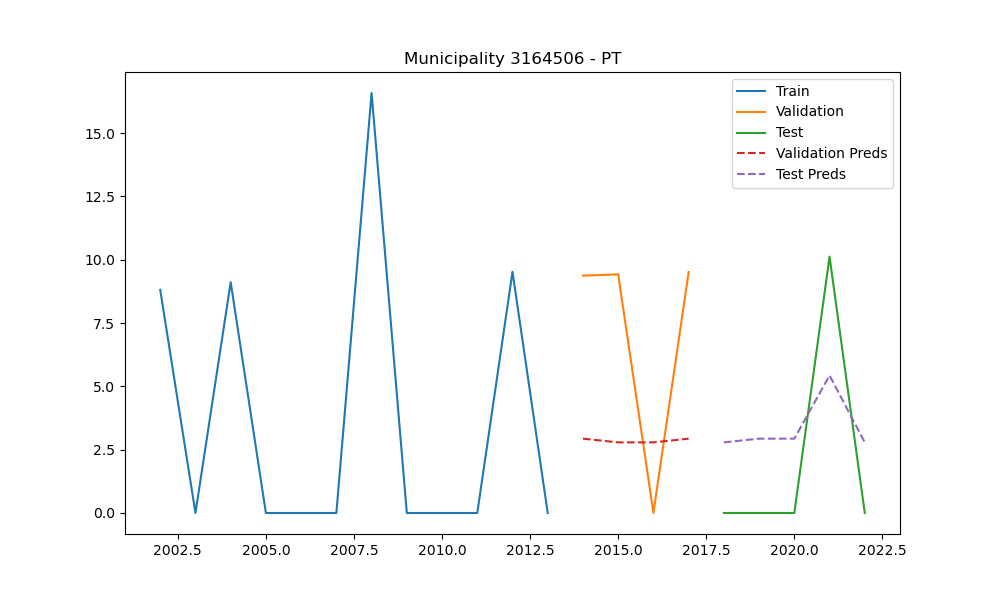 Municipality 3164506 - PT
Train
Validation
Test
Validation Preds
Test Preds
15.0
12.5
10.0
7.5
5.0
2.5
0.0
2002.5 2005.0 2007.5 2010.0 2012.5 2015.0 2017.5 2020.0 2022.5